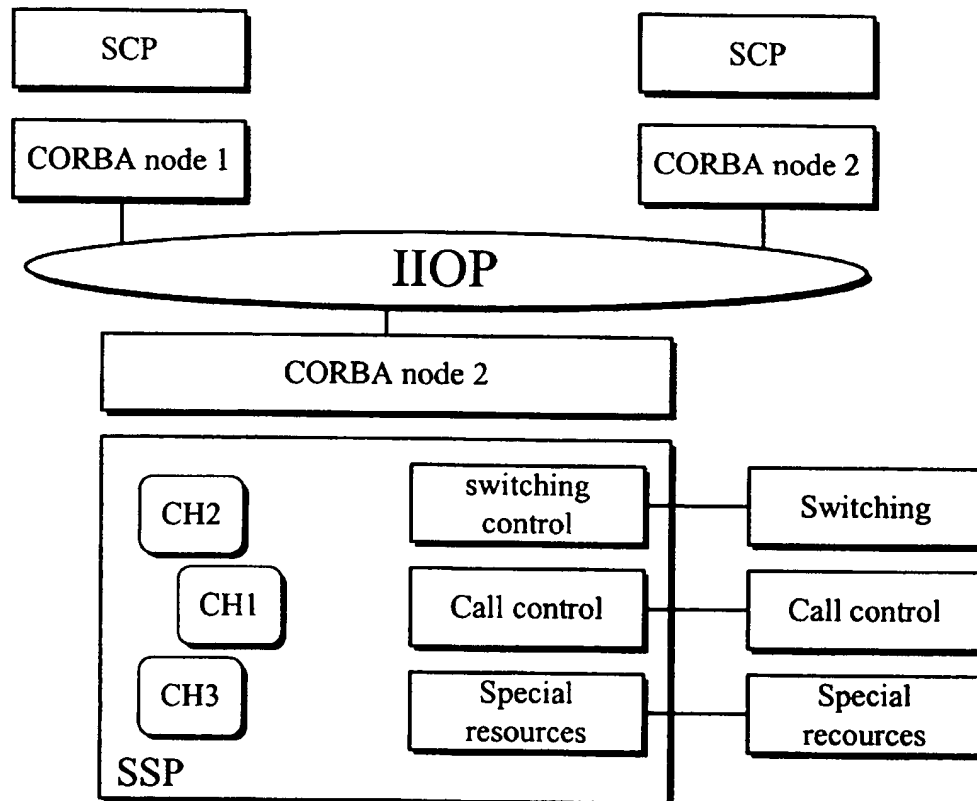 SCP
SCP
CORBA node 1
CORBA node 2
IIOP
CORBA node 2
CH2
switching
control
Switching
CH1
Call control
Call control
CH3
Special
resources
Special
recources
SSP